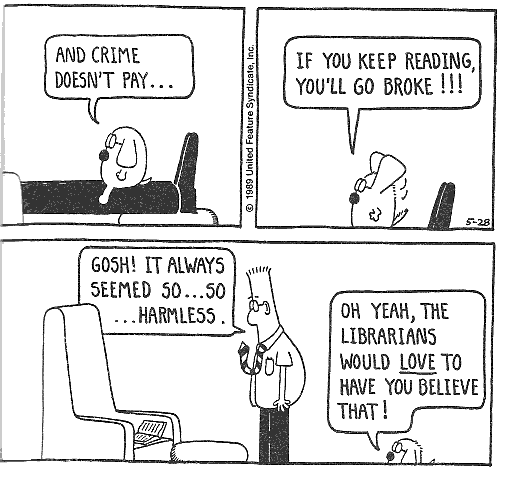 AND CRIME
DOESN'T PAY...
© 1989 United Feature Syndicate, Inc.
IF YOU KEEP READING,
YOU'LL GO BROKE !!!
5-28
GOSH! IT ALWAYS
SEEMED SO...SO
...HARMLESS.
OH YEAH, THE
LIBRARIANS
WOULD LOVE TO
HAVE YOU BELIEVE
THAT!